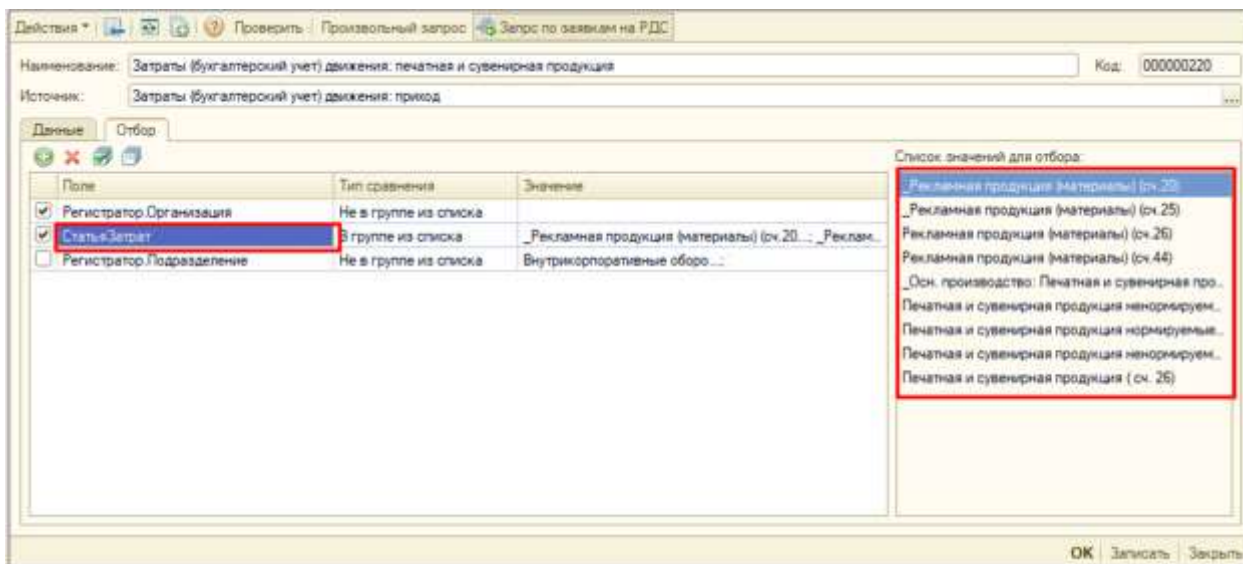 Действия Проверить Произвольный запрос Запрс по заявкам на РДС
Наименование: Затраты (бухгалтерский учет) движения: печатная и сувенирная продукция Код: 000000220
Источник: Затраты (бухгалтерский учет) движения: приход ...
Данные Отбор
Список значений для отбора:
Поле Тип сравнения Значение
Регистратор.Организация Не в группе из списка
СтатьяЗатрат В группе из списка _Рекламная продукция (материалы) (сч.20...; _Реклам...
Регистратор.Подразделение Не в группе из списка Внутрикорпоративные оборо...;
_Рекламная продукция (материалы) (сч.20)
_Рекламная продукция (материалы) (сч.25)
Рекламная продукция (материалы) (сч.26)
Рекламная продукция (материалы) (сч.44)
_Осн. производство: Печатная и сувенирная про...
Печатная и сувенирная продукция ненормируем...
Печатная и сувенирная продукция нормируемые...
Печатная и сувенирная продукция ненормируем...
Печатная и сувенирная продукция ( сч. 26)
OK Записать Закрыть